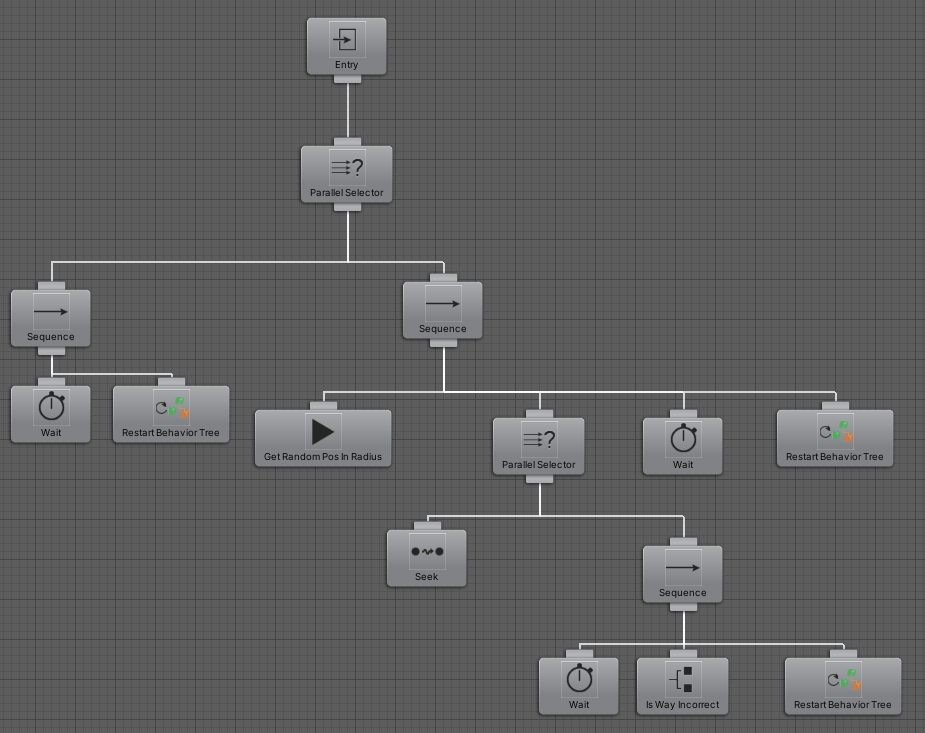 Entry
?
Parallel Selector
Sequence
Sequence
Wait
Restart Behavior Tree
Get Random Pos In Radius
?
Parallel Selector
Wait
Restart Behavior Tree
Seek
Sequence
Wait
Is Way Incorrect
Restart Behavior Tree